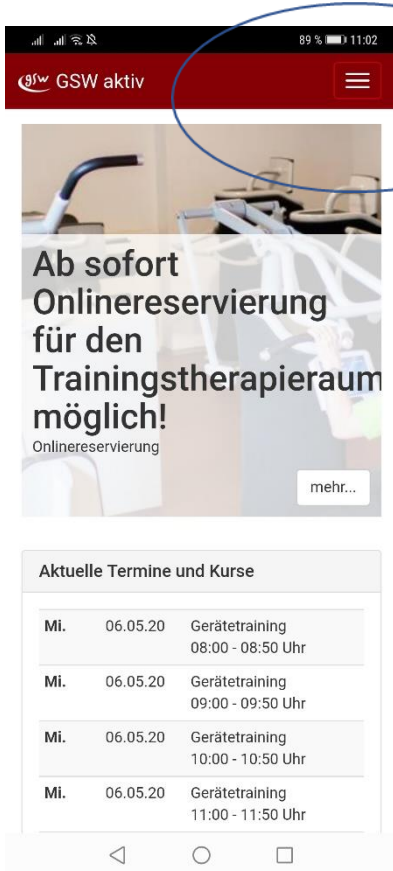 89 % 11:02
gsw GSW aktiv
Ab sofort
Onlinereservierung
für den
Trainingstherapieraum
möglich!
Onlinereservierung
mehr...
Aktuelle Termine und Kurse
Mi. 06.05.20 Gerätetraining
08:00 - 08:50 Uhr
Mi. 06.05.20 Gerätetraining
09:00 - 09:50 Uhr
Mi. 06.05.20 Gerätetraining
10:00 - 10:50 Uhr
Mi. 06.05.20 Gerätetraining
11:00 - 11:50 Uhr